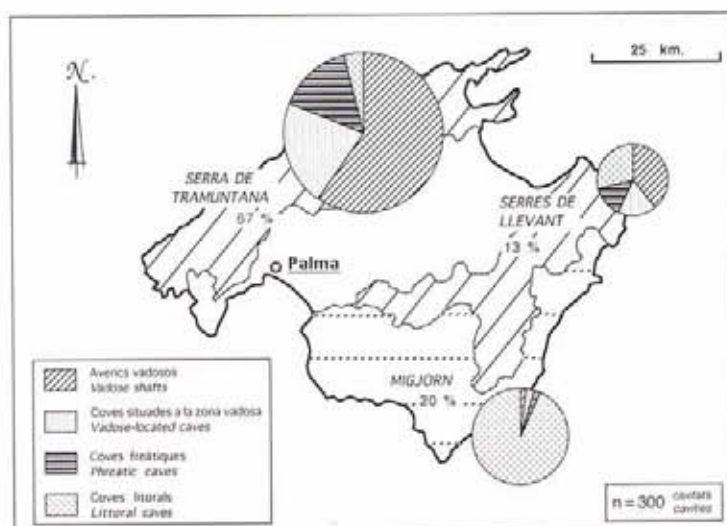 N.
25 km.
SERRA DE
TRAMUNTANA
67 %
SERRES DE
LLEVANT
13 %
Palma
MIGJORN
20 %
Avencs vadosos
Vadose shafts
Coves situades a la zona vadosa
Vadose-located caves
Coves freàtiques
Phreatic caves
Coves litorals
Littoral caves
n = 300 cavitats
cavities